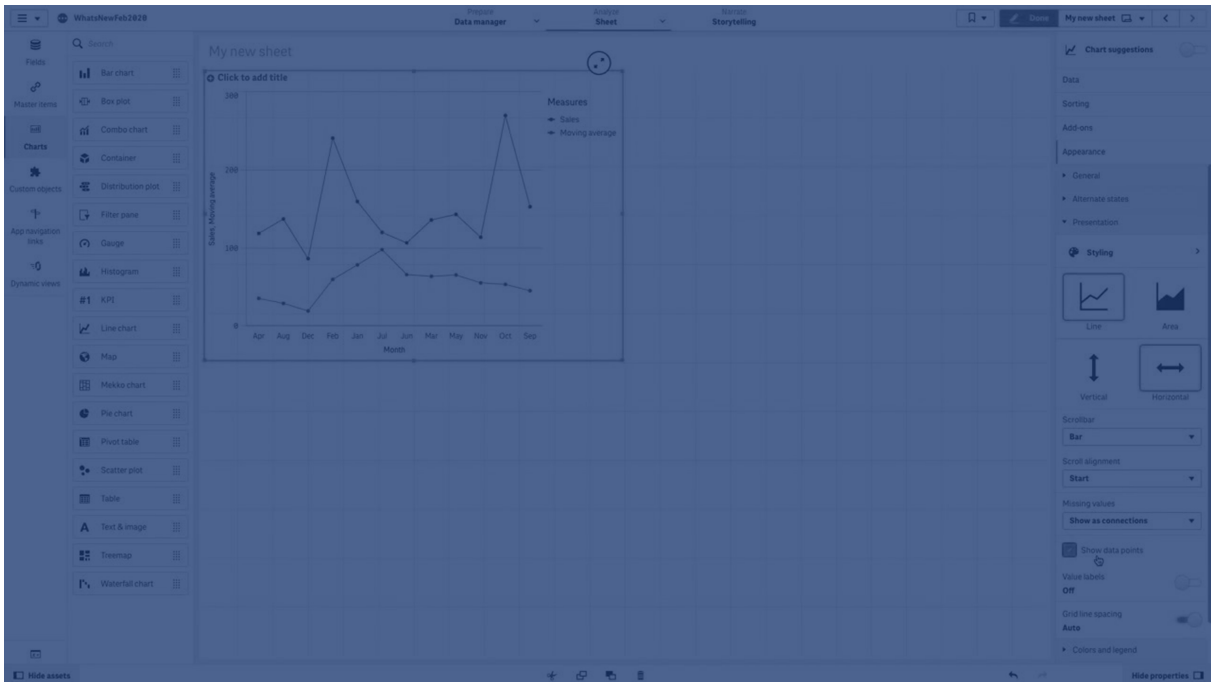 WhatsNewFeb2020
Prepare
Data manager
Analyze
Sheet
Narrate
Storytelling
Done
My new sheet
Fields
Master items
Charts
Custom objects
App navigation
links
Dynamic views
Search
Bar chart
Box plot
Combo chart
Container
Distribution plot
Filter pane
Gauge
Histogram
#1 KPI
Line chart
Map
Mekko chart
Pie chart
Pivot table
Scatter plot
Table
A Text & image
Treemap
Waterfall chart
My new sheet
Click to add title
300
200
100
0
Sales, Moving average
Apr Aug Dec Feb Jan Jul Jun Mar May Nov Oct Sep
Month
Measures
Sales
Moving average
Chart suggestions
Data
Sorting
Add-ons
Appearance
General
Alternate states
Presentation
Styling
Line
Area
Vertical
Horizontal
Scrollbar
Bar
Scroll alignment
Start
Missing values
Show as connections
Show data points
Value labels
Off
Grid line spacing
Auto
Colors and legend
Hide assets
Hide properties